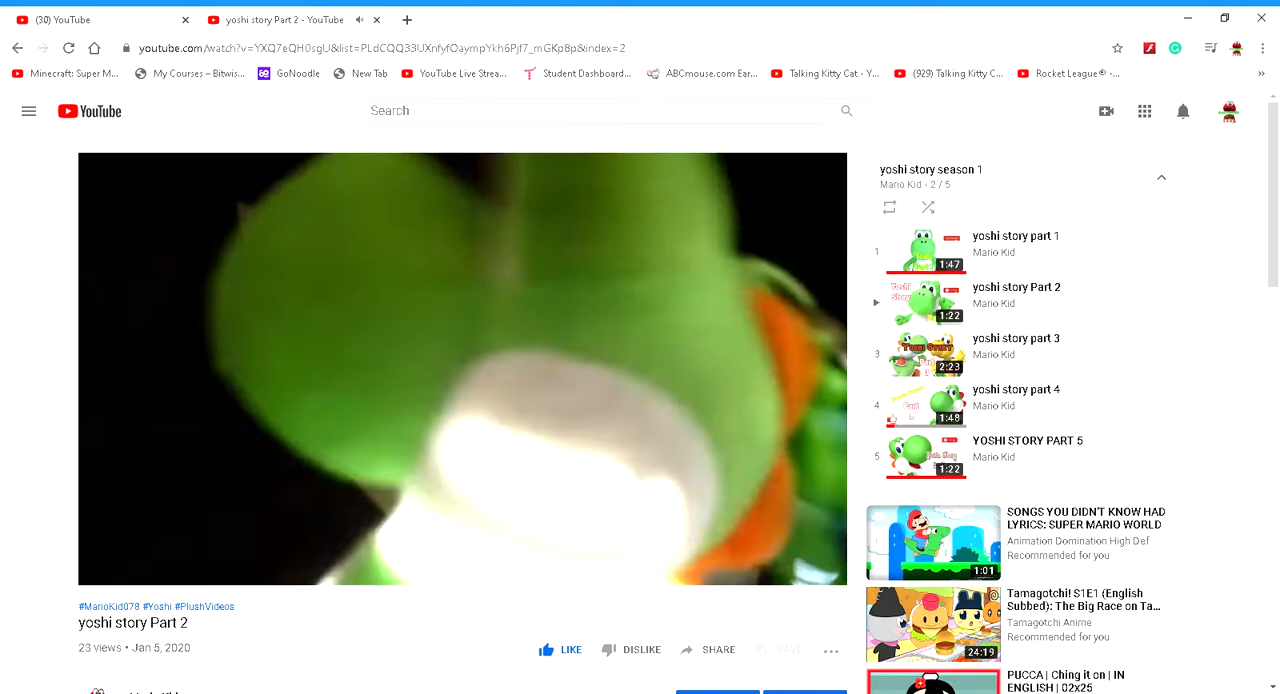 (30) YouTube
yoshi story Part 2 - YouTube
youtube.com/watch?v=YXQ7eQH0sgU&list=PLdCQQ33UXnfyfOaympYkh6Pjf7_mGKp8p&index=2
Minecraft: Super M...
My Courses – Bitwis...
GoNoodle
New Tab
YouTube Live Strea...
Student Dashboard...
ABCmouse.com Ear...
Talking Kitty Cat - Y...
(929) Talking Kitty C...
Rocket League® -...
YouTube
Search
yoshi story season 1
Mario Kid - 2 / 5
1
yoshi story part 1
Mario Kid
1:47
yoshi story Part 2
Mario Kid
1:22
3
yoshi story part 3
Mario Kid
2:23
4
yoshi story part 4
Mario Kid
1:48
5
YOSHI STORY PART 5
Mario Kid
1:22
SONGS YOU DIDN'T KNOW HAD
LYRICS: SUPER MARIO WORLD
Animation Domination High Def
Recommended for you
1:01
Tamagotchi! S1E1 (English
Subbed): The Big Race on Ta...
Tamagotchi Anime
Recommended for you
24:19
PUCCA | Ching it on | IN
ENGLISH | 02x25
#MarioKid078 #Yoshi #PlushVideos
yoshi story Part 2
23 views • Jan 5, 2020
LIKE
DISLIKE
SHARE